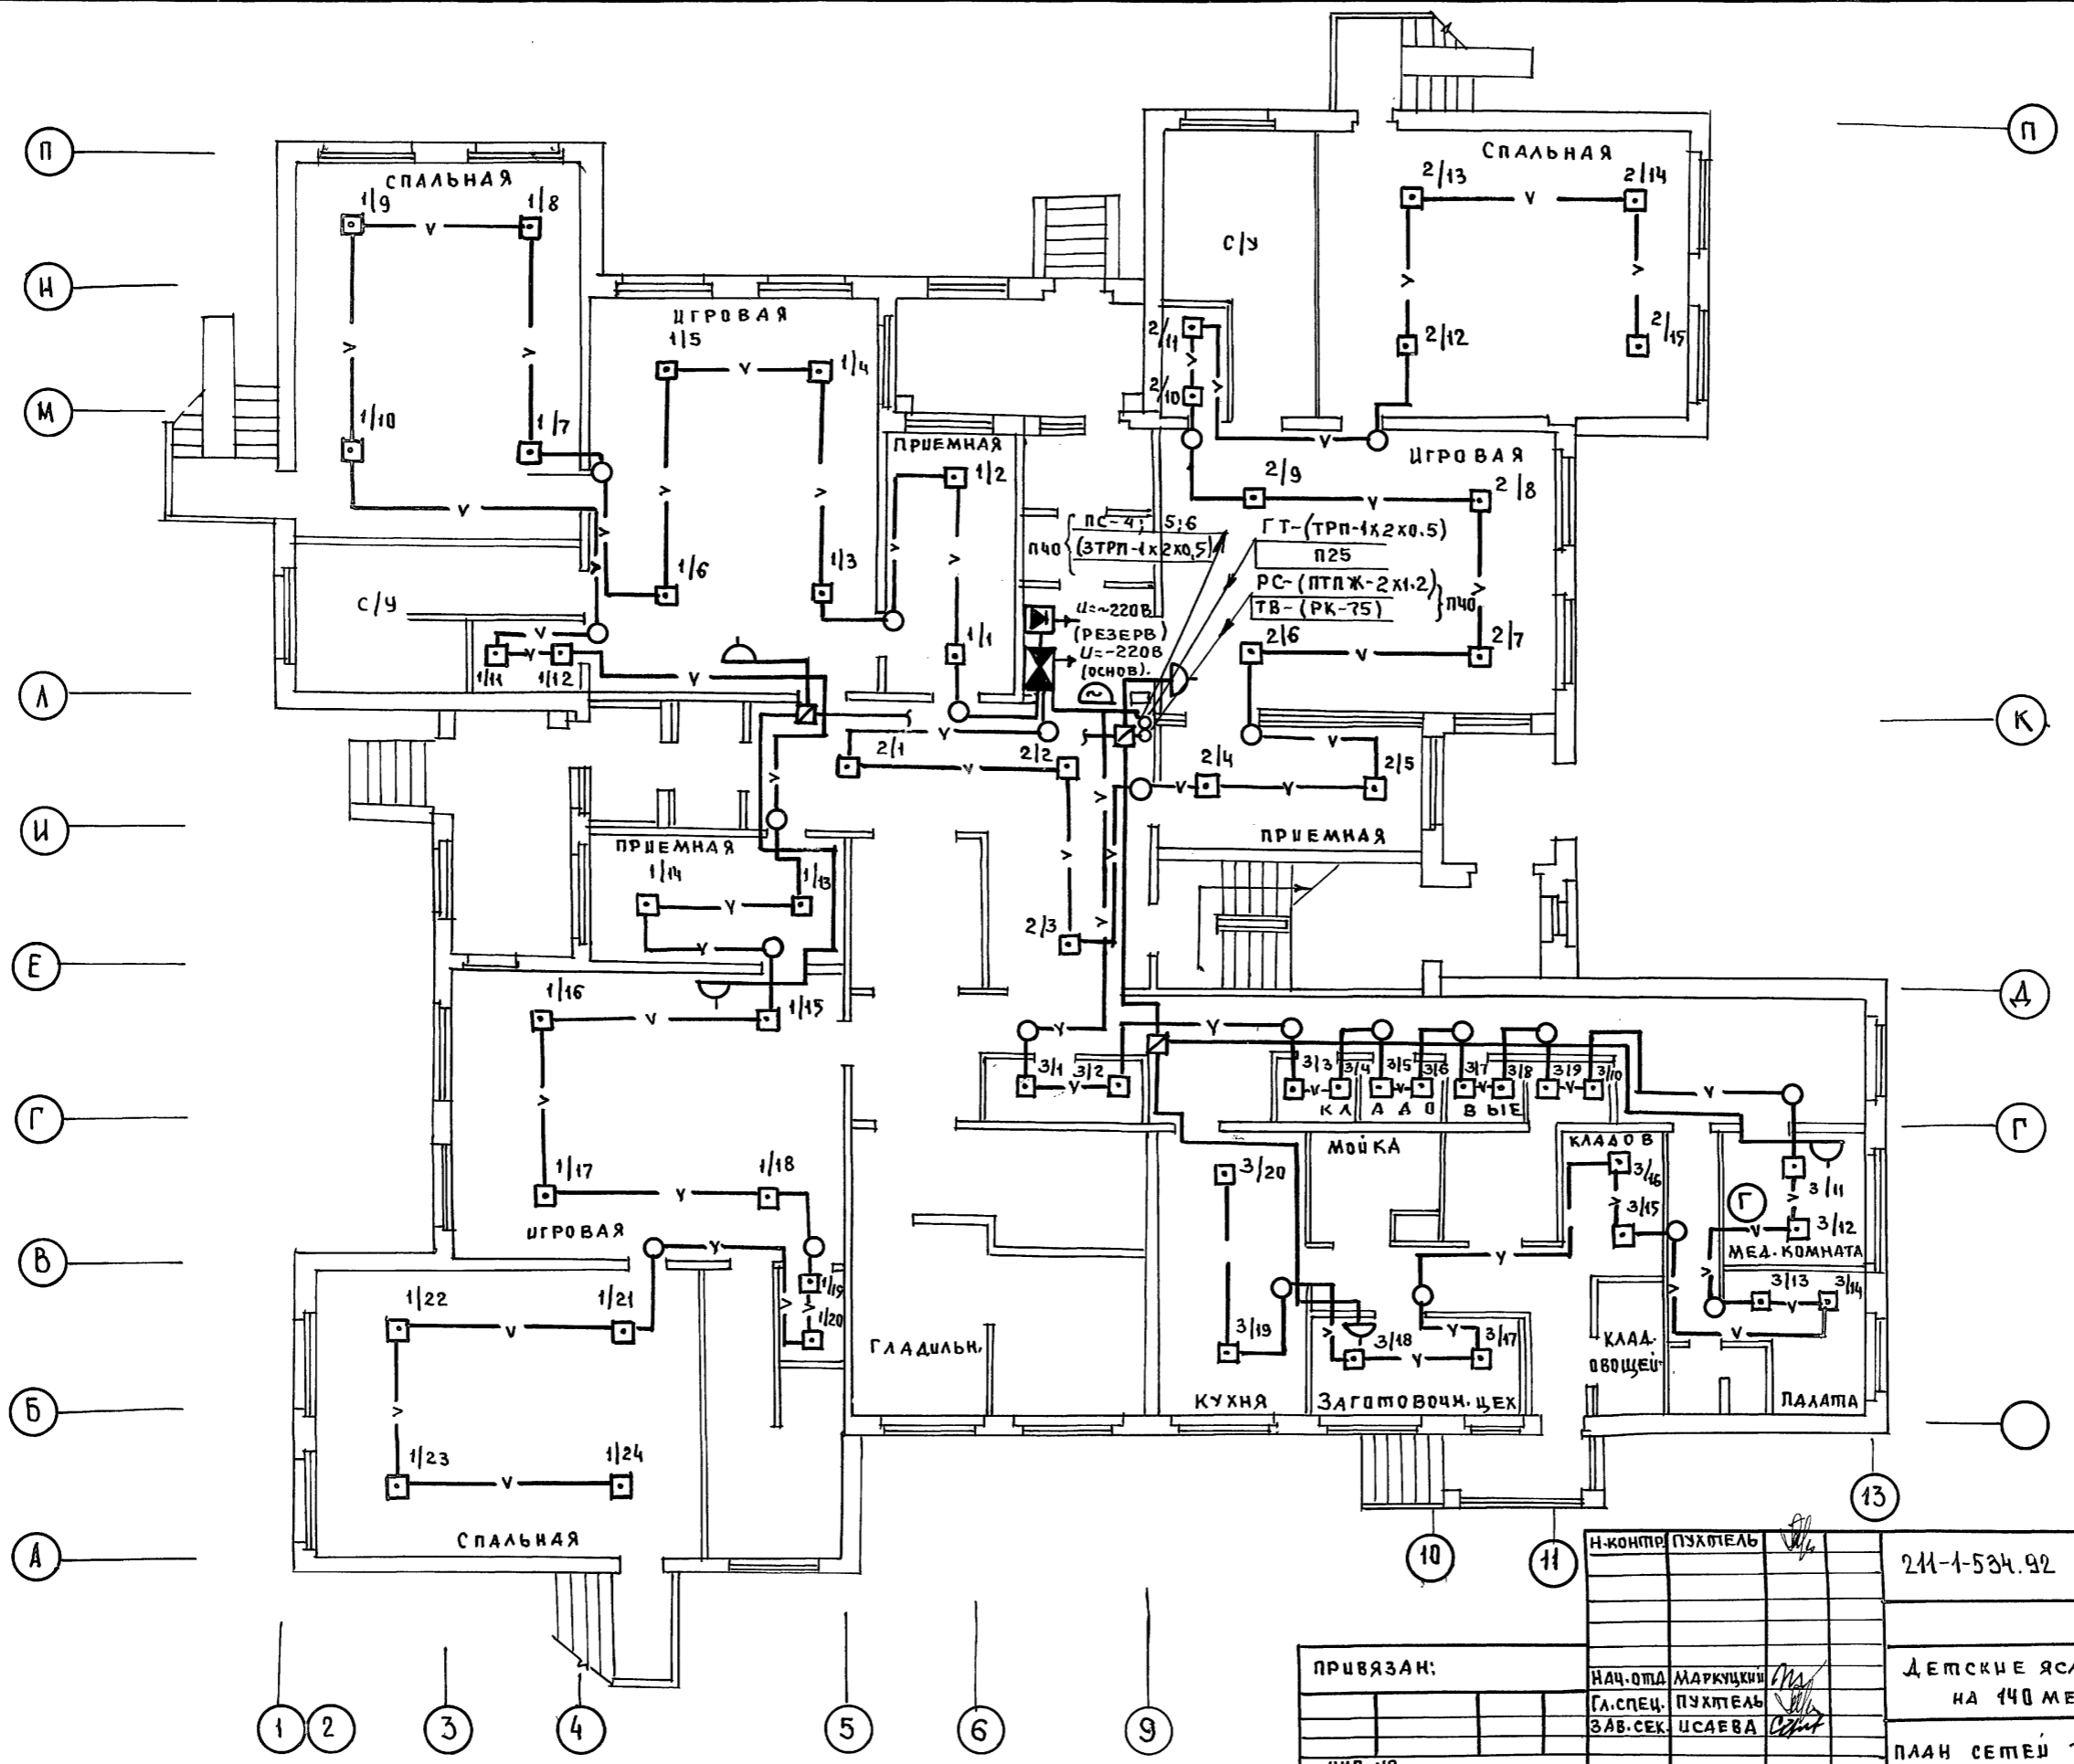 П
П
СПАЛЬНАЯ
СПАЛЬНАЯ
1/9
1/8
2/13
2/14
С/У
Н
ИГРОВАЯ
1/5
1/4
2/11
2/12
2/15
2/10
М
1/10
1/7
ПРИЕМНАЯ
1/2
ИГРОВАЯ
2/9
2/8
ПС-4; 5;6
П40
(3ТРП-1х2х0,5)
ГТ-(ТРП-1х2х0.5)
П25
РС-(ПТПЖ-2х1.2)
ТВ-(РК-75)
П40
1/6
1/3
С/У
U=~220В
(РЕЗЕРВ)
U=~220В
(ОСНОВ).
1/1
2/6
2/7
1/11
1/12
Л
К
2/1
2/2
2/4
2/5
И
ПРИЕМНАЯ
ПРИЕМНАЯ
1/14
1/13
2/3
Е
Д
1/16
1/15
3/1
3/2
3/3
3/4
3/5
3/6
3/7
3/8
3/9
3/10
КЛАДОВЫЕ
Г
Г
МОЙКА
КЛАДОВ
1/17
1/18
3/20
3/16
3/15
3/11
Г
3/12
ИГРОВАЯ
МЕД.КОМНАТА
В
1/19
1/20
3/13
3/14
1/22
1/21
ГЛАДИЛЬН.
3/19
3/18
3/17
КЛАД.
ОВОЩЕЙ
КУХНЯ
ЗАГОТОВОЧН.ЦЕХ
ПАЛАТА
Б
1/23
1/24
СПАЛЬНАЯ
А
13
10
11
1
2
3
4
5
6
9
Н.КОНТР ПУХТЕЛЬ
211-1-534.92
ПРИВЯЗАН:
НАЧ.ОТД МАРКУЦКИЙ
ГЛ.СПЕЦ. ПУХТЕЛЬ
ЗАВ.СЕК ИСАЕВА
ДЕТСКИЕ ЯСЛ
НА 140 МЕ
ПЛАН СЕТЕЙ